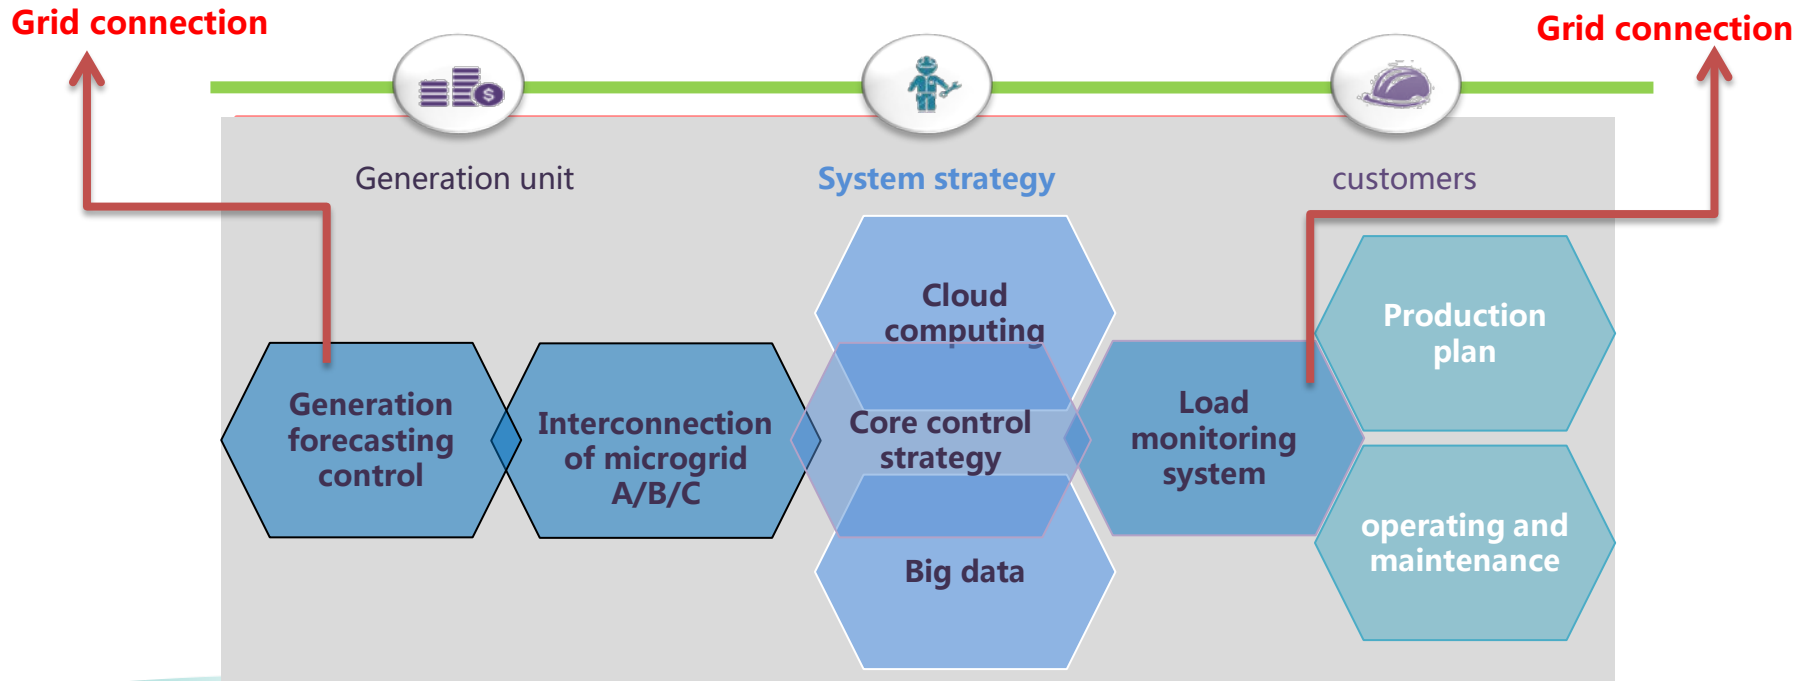 Grid connection
Grid connection
$
Generation unit
System strategy
customers
Cloud
computing
Production
plan
Generation
forecasting
control
Interconnection
of microgrid
A/B/C
Core control
strategy
Load
monitoring
system
operating and
maintenance
Big data